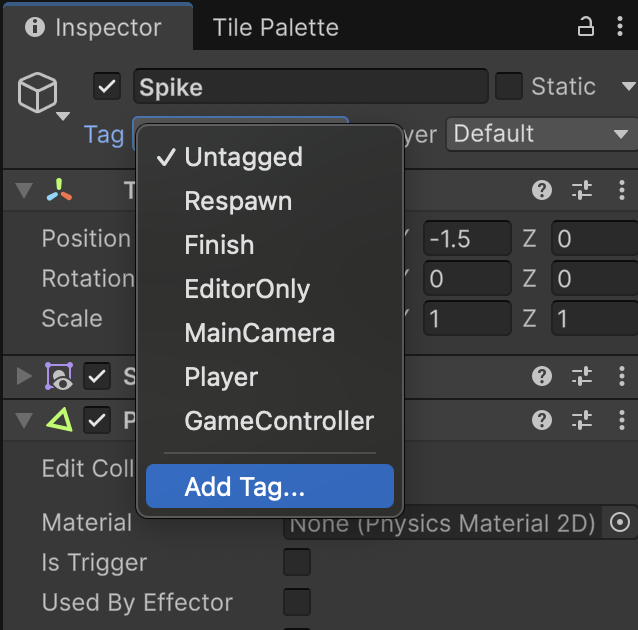 Inspector Tile Palette
Spike Static
Tag Default
Untagged
Respawn
Finish
EditorOnly
MainCamera
Player
GameController
Add Tag...
Position -1.5 Z 0
Rotation 0 Z 0
Scale 1 Z 1
Edit Coll
Material None (Physics Material 2D)
Is Trigger
Used By Effector